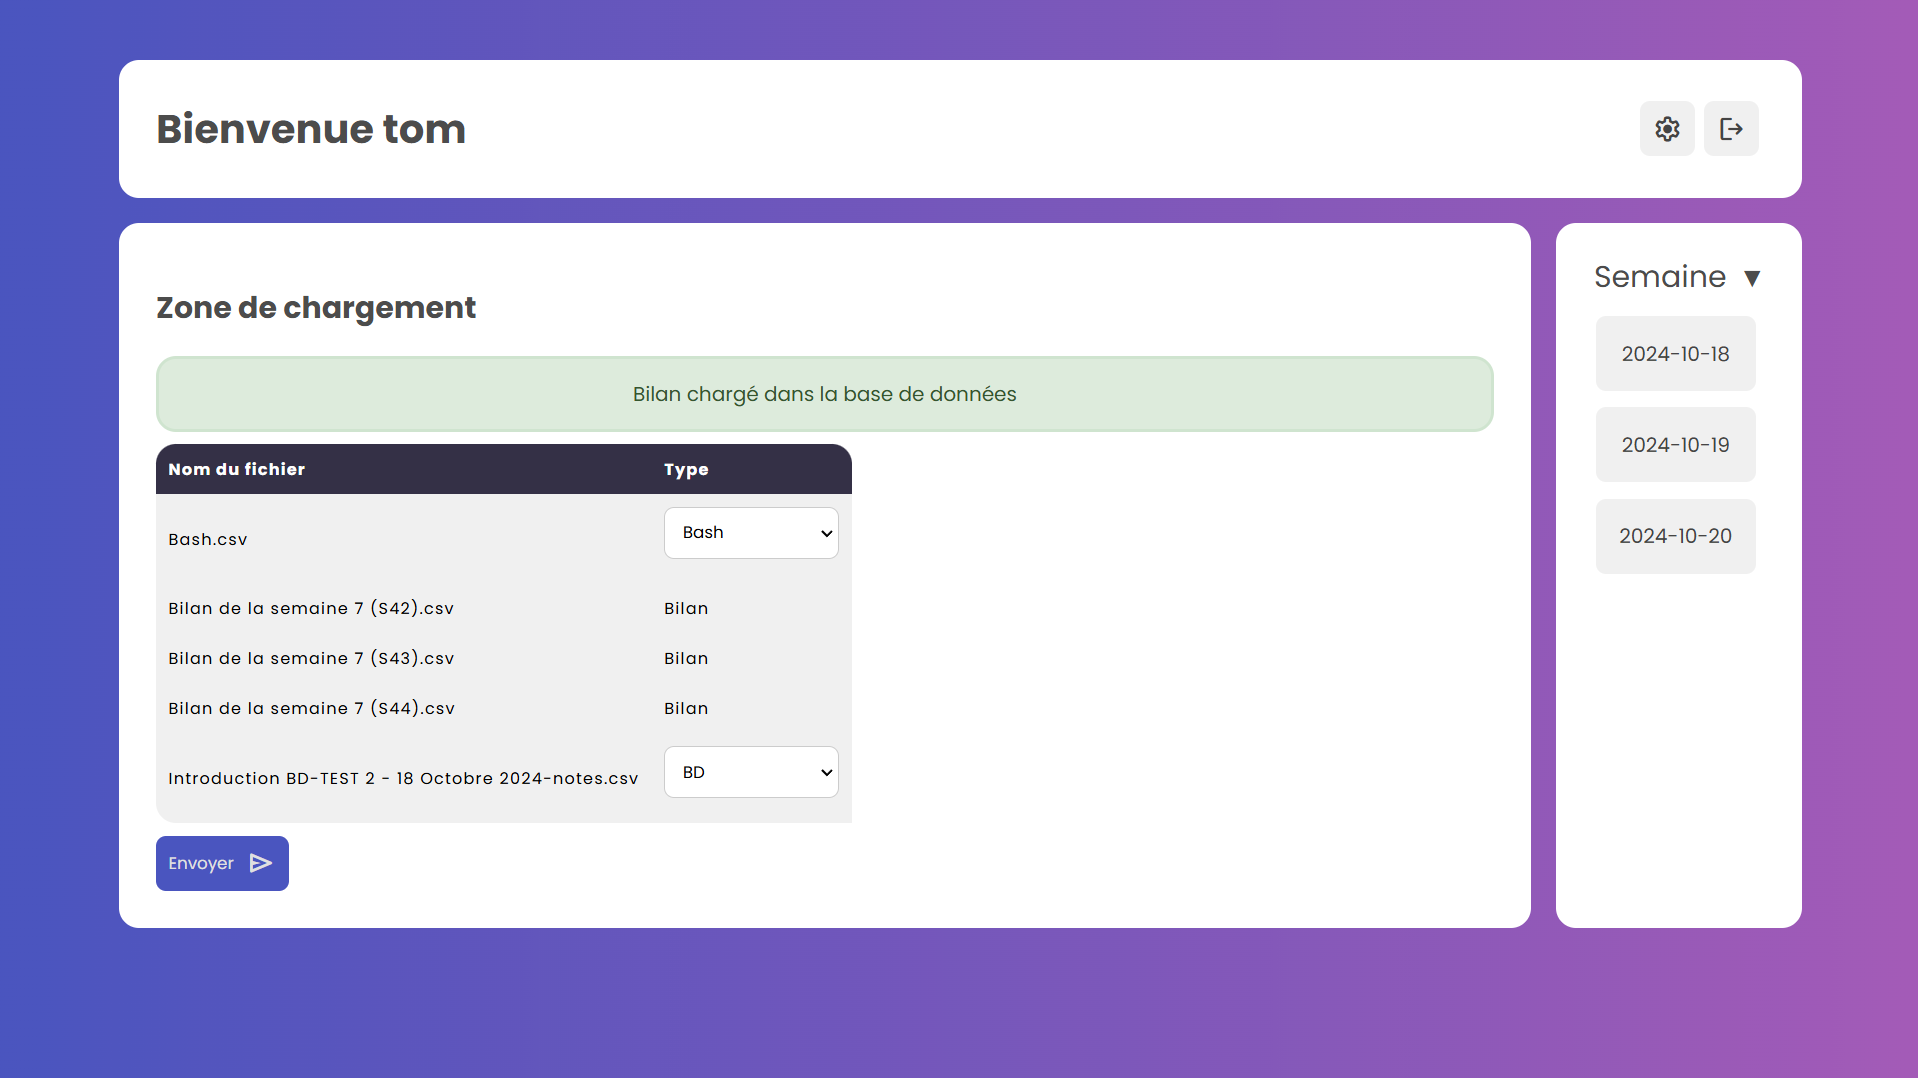 Bienvenue tom
Zone de chargement
Bilan chargé dans la base de données
Nom du fichier Type
Bash.csv Bash
Bilan de la semaine 7 (S42).csv Bilan
Bilan de la semaine 7 (S43).csv Bilan
Bilan de la semaine 7 (S44).csv Bilan
Introduction BD-TEST 2 - 18 Octobre 2024-notes.csv BD
Envoyer
Semaine ▼
2024-10-18
2024-10-19
2024-10-20